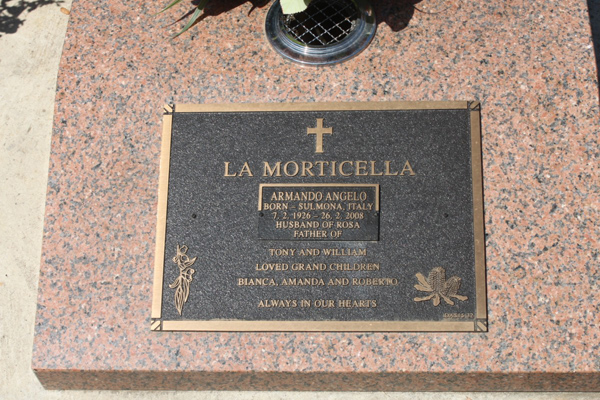 LA MORTICELLA
ARMANDO ANGELO
BORN - SULMONA, ITALY
7. 2. 1926 - 26. 2. 2008
HUSBAND OF ROSA
FATHER OF
TONY AND WILLIAM
LOVED GRAND CHILDREN
BIANCA, AMANDA AND ROBERTO
ALWAYS IN OUR HEARTS